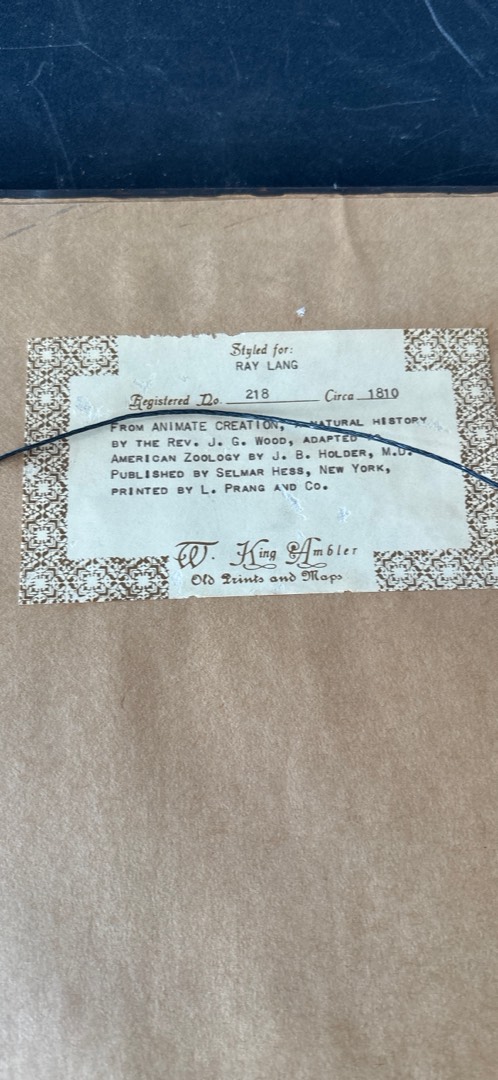 Styled for:
RAY LANG
Registered No. 218 Circa 1810
FROM ANIMATE CREATION, A NATURAL HISTORY
BY THE REV. J. G. WOOD, ADAPTED TO
AMERICAN ZOOLOGY BY J. B. HOLDER, M.D.
PUBLISHED BY SELMAR HESS, NEW YORK,
PRINTED BY L. PRANG AND CO.
W. King Ambler
Old Prints and Maps